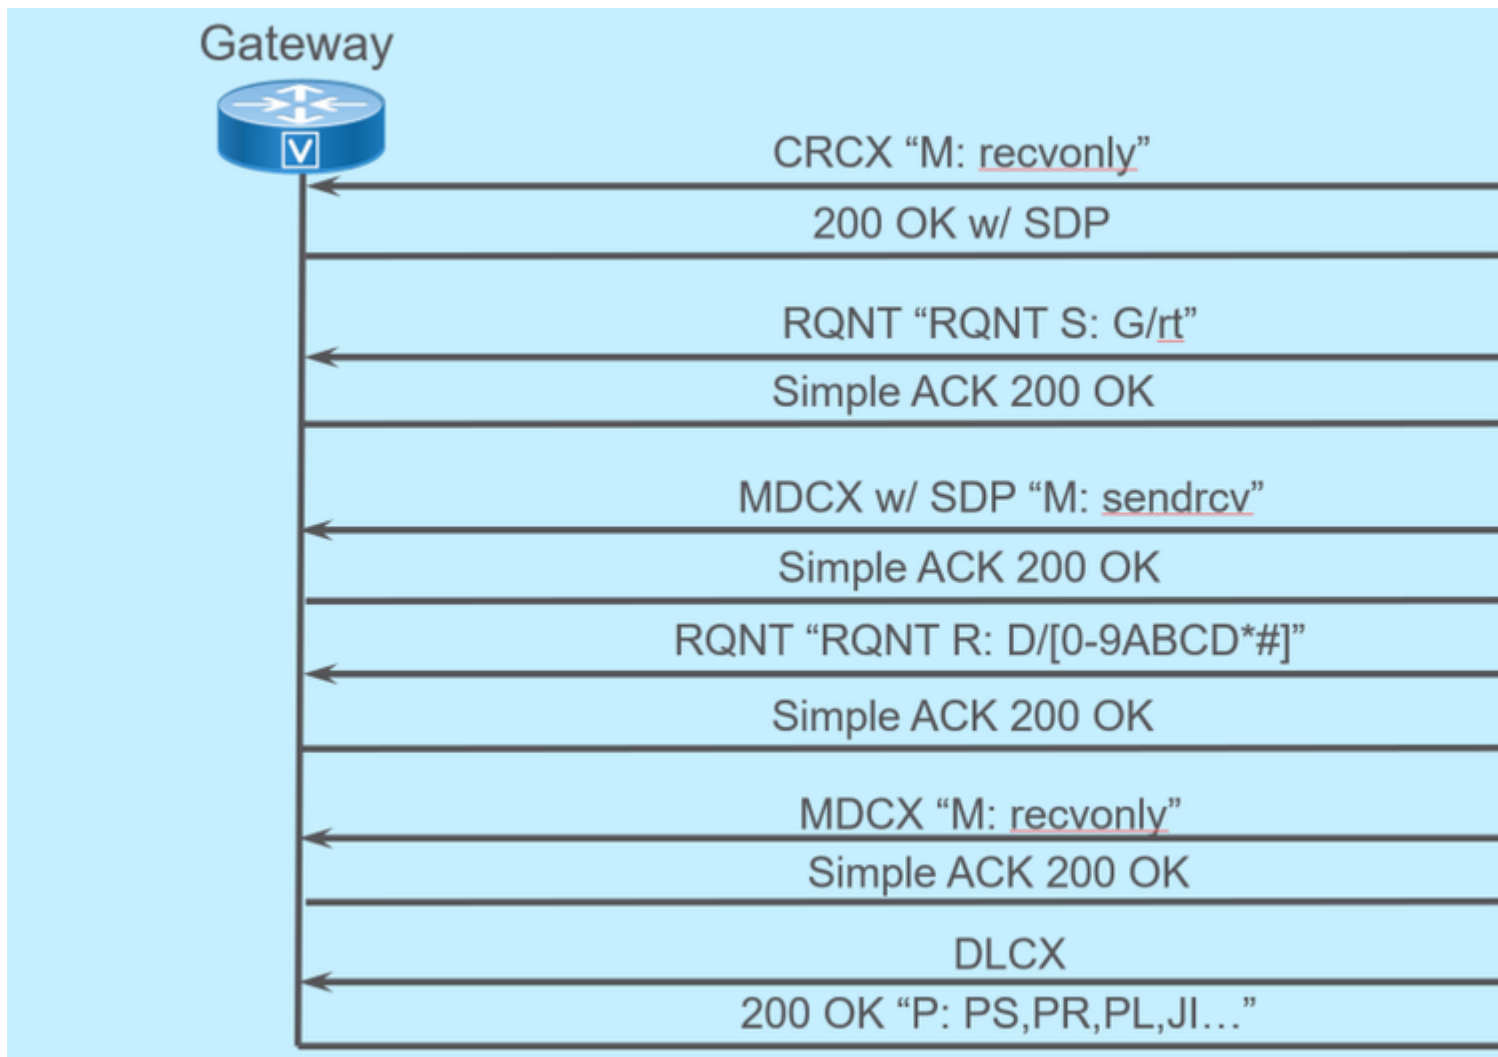 Gateway
V
CRCX “M: recvonly”
200 OK w/ SDP
RQNT “RQNT S: G/rt”
Simple ACK 200 OK
MDCX w/ SDP “M: sendrcv”
Simple ACK 200 OK
RQNT “RQNT R: D/[0-9ABCD*#]”
Simple ACK 200 OK
MDCX “M: recvonly”
Simple ACK 200 OK
DLCX
200 OK “P: PS,PR,PL,JI…”